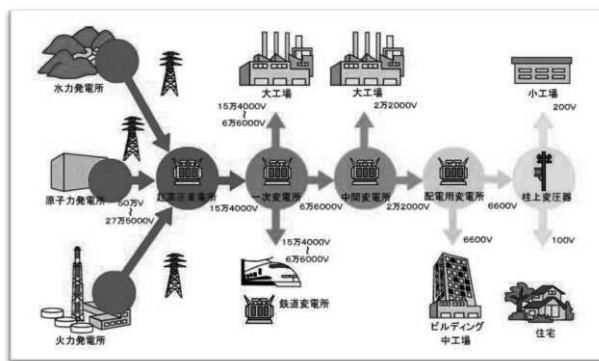 水力発電所
原子力発電所
火力発電所
50万V
〜
27万5000V
超高圧変電所
15万4000V
一次変電所
15万4000V
〜
6万6000V
大工場
15万4000V
〜
6万6000V
鉄道変電所
6万6000V
中間変電所
2万2000V
大工場
2万2000V
配電用変電所
6600V
ビルディング
中工場
6600V
柱上変圧器
200V
小工場
100V
住宅